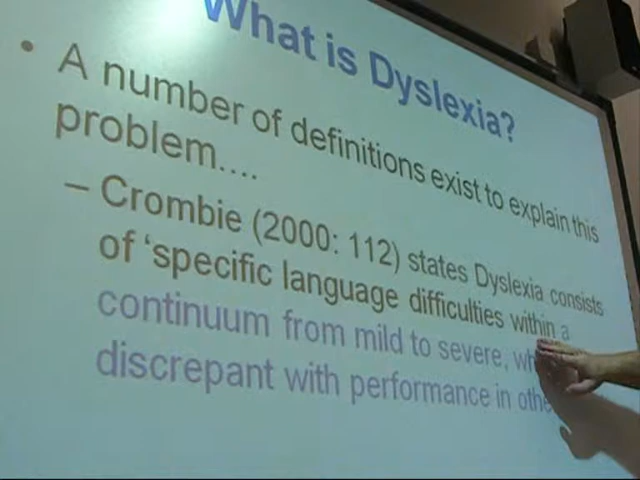 What is Dyslexia?
• A number of definitions exist to explain this
problem....
– Crombie (2000: 112) states Dyslexia consists
of ‘specific language difficulties within a
continuum from mild to severe,
discrepant with performance in